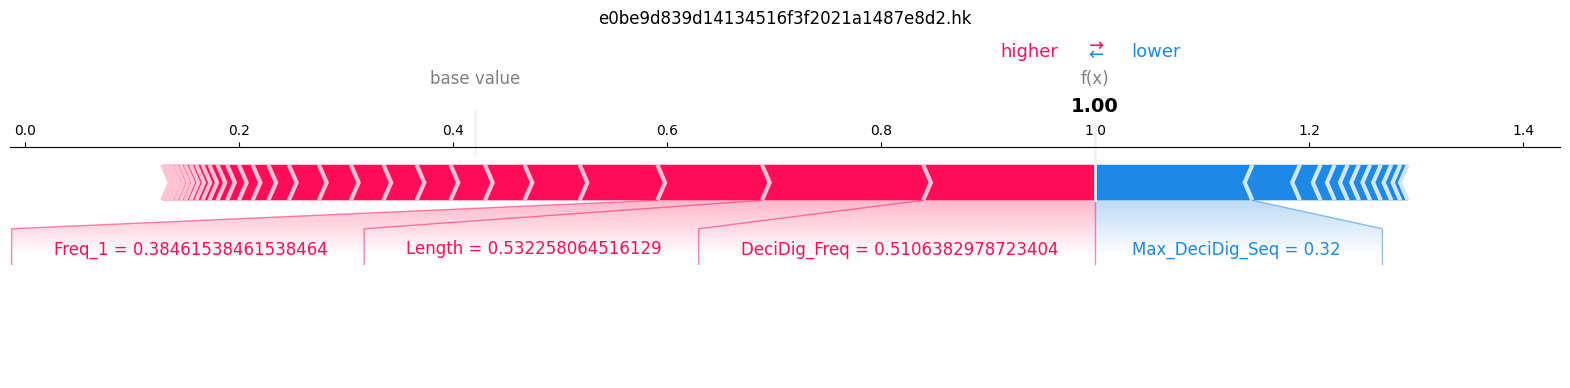 e0be9d839d14134516f3f2021a1487e8d2.hk
higher ⇄ lower
base value f(x)
1.00
0.0 0.2 0.4 0.6 0.8 1.0 1.2 1.4
Freq_1 = 0.38461538461538464 Length = 0.532258064516129 DeciDig_Freq = 0.5106382978723404 Max_DeciDig_Seq = 0.32